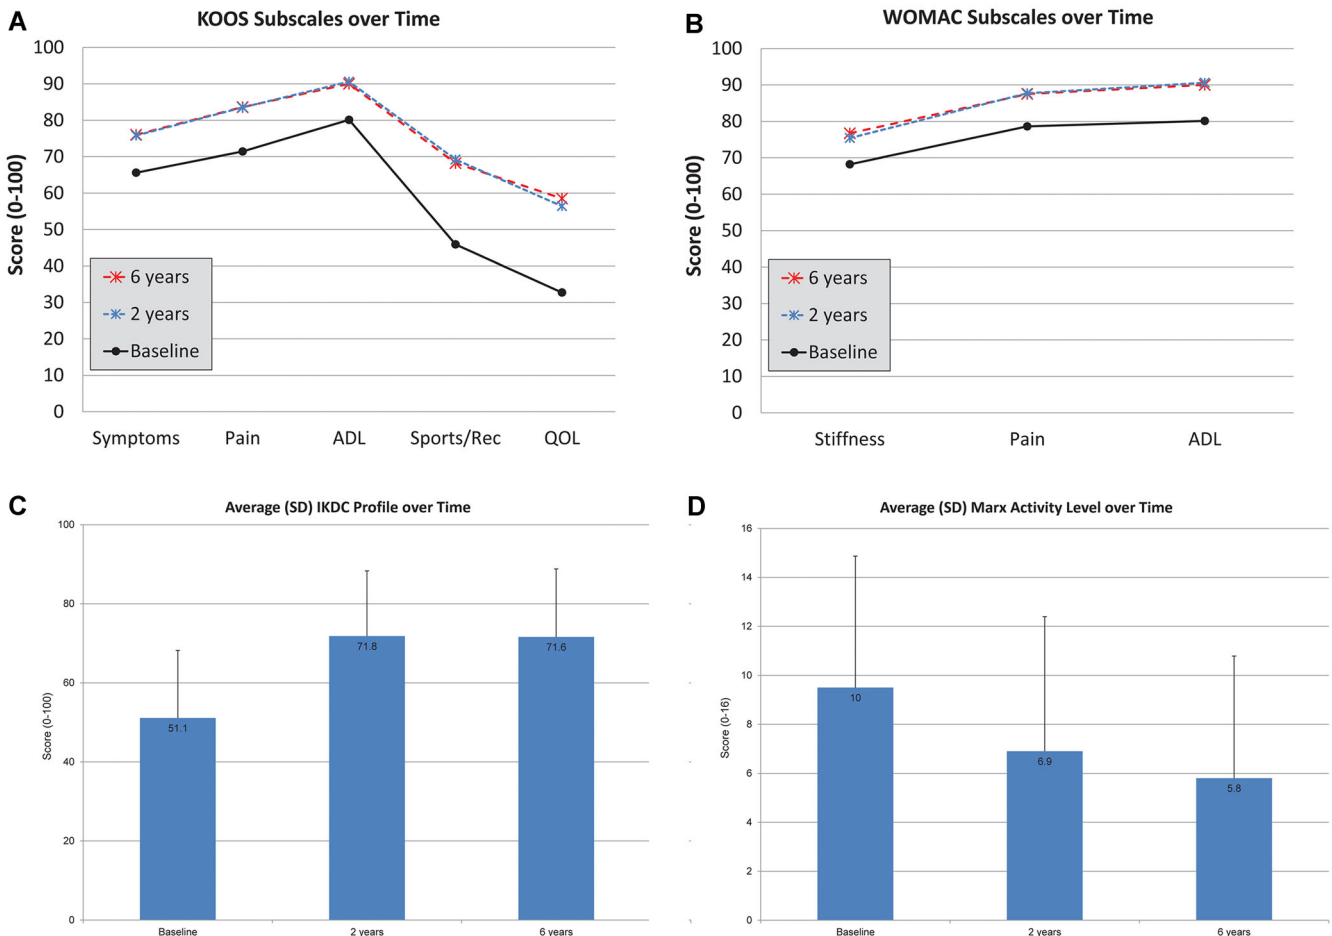 A
KOOS Subscales over Time
Score (0-100)
100
90
80
70
60
50
40
30
20
10
0
6 years
2 years
Baseline
Symptoms Pain ADL Sports/Rec QOL
B
WOMAC Subscales over Time
Score (0-100)
100
90
80
70
60
50
40
30
20
10
0
6 years
2 years
Baseline
Stiffness Pain ADL
C
Average (SD) IKDC Profile over Time
Score (0-100)
100
80
60
40
20
0
51.1
71.8
71.6
Baseline 2 years 6 years
D
Average (SD) Marx Activity Level over Time
Score (0-16)
16
14
12
10
8
6
4
2
0
10
6.9
5.8
Baseline 2 years 6 years